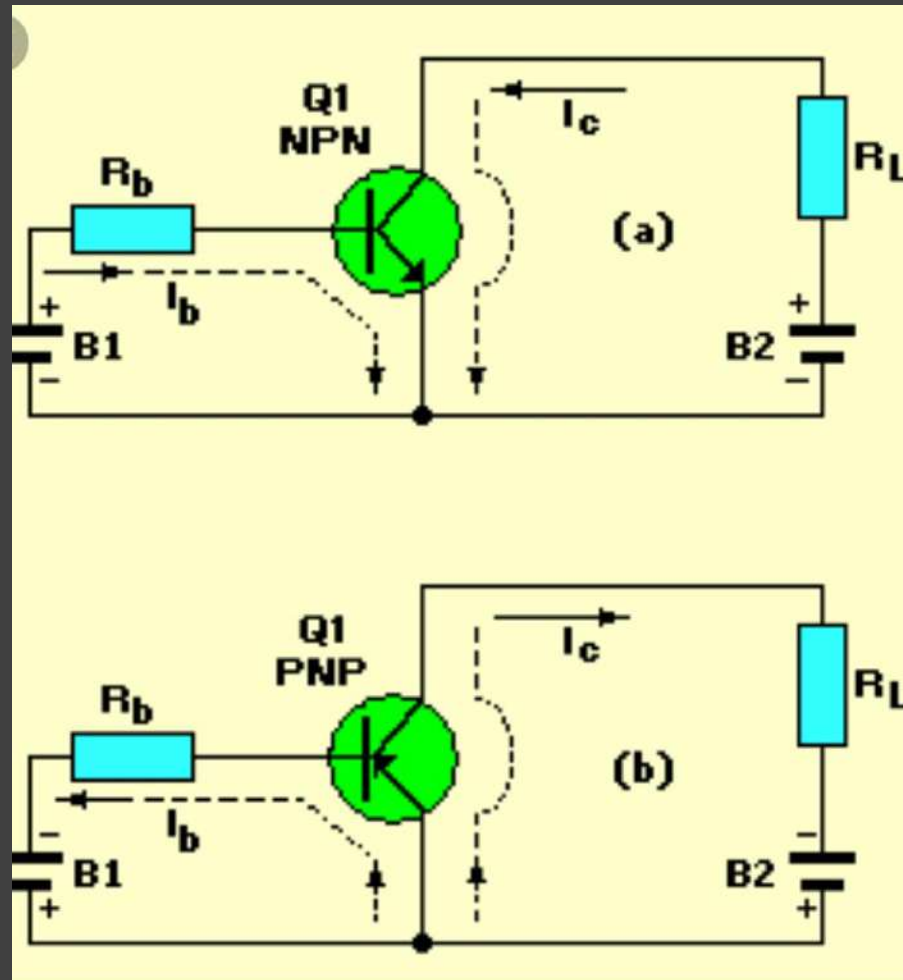 Q1
NPN
Ic
Rb
RL
(a)
Ib
+
+
B1
B2
−
−
Q1
PNP
Ic
Rb
RL
(b)
Ib
−
−
B1
B2
+
+